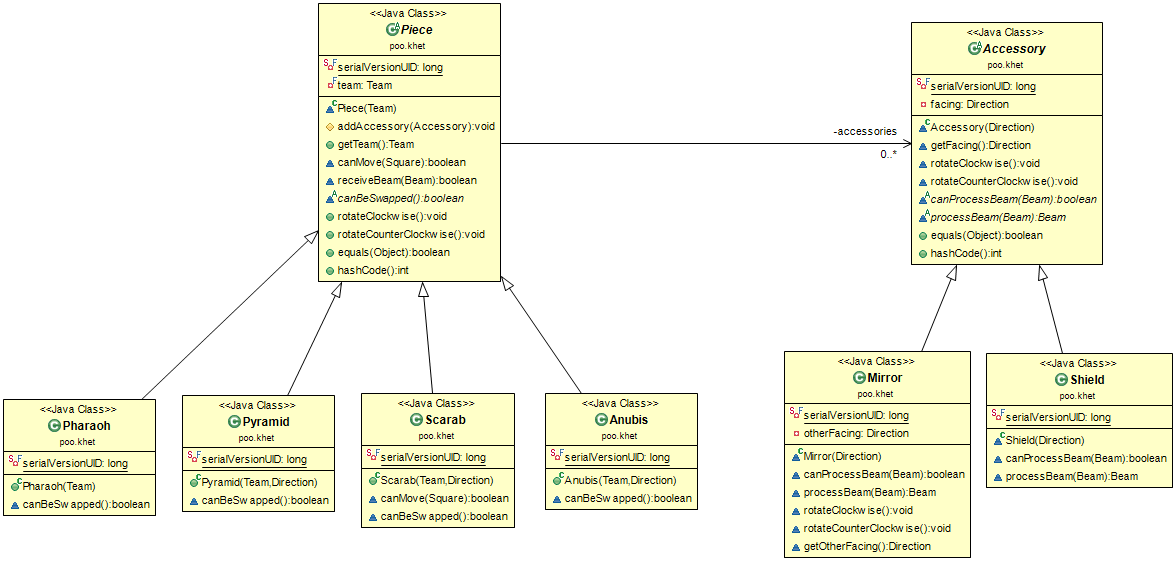 <<Java Class>>
Piece
poo.khet
serialVersionUID: long
team: Team
Piece(Team)
addAccessory(Accessory):void
getTeam():Team
canMove(Square):boolean
receiveBeam(Beam):boolean
canBeSwapped():boolean
rotateClockwise():void
rotateCounterClockwise():void
equals(Object):boolean
hashCode():int
-accessories
0..*
<<Java Class>>
Accessory
poo.khet
serialVersionUID: long
facing: Direction
Accessory(Direction)
getFacing():Direction
rotateClockwise():void
rotateCounterClockwise():void
canProcessBeam(Beam):boolean
processBeam(Beam):Beam
equals(Object):boolean
hashCode():int
<<Java Class>>
Pharaoh
poo.khet
serialVersionUID: long
Pharaoh(Team)
canBeSwapped():boolean
<<Java Class>>
Pyramid
poo.khet
serialVersionUID: long
Pyramid(Team,Direction)
canBeSwapped():boolean
<<Java Class>>
Scarab
poo.khet
serialVersionUID: long
Scarab(Team,Direction)
canMove(Square):boolean
canBeSwapped():boolean
<<Java Class>>
Anubis
poo.khet
serialVersionUID: long
Anubis(Team,Direction)
canBeSwapped():boolean
<<Java Class>>
Mirror
poo.khet
serialVersionUID: long
otherFacing: Direction
Mirror(Direction)
canProcessBeam(Beam):boolean
processBeam(Beam):Beam
rotateClockwise():void
rotateCounterClockwise():void
getOtherFacing():Direction
<<Java Class>>
Shield
poo.khet
serialVersionUID: long
Shield(Direction)
canProcessBeam(Beam):boolean
processBeam(Beam):Beam